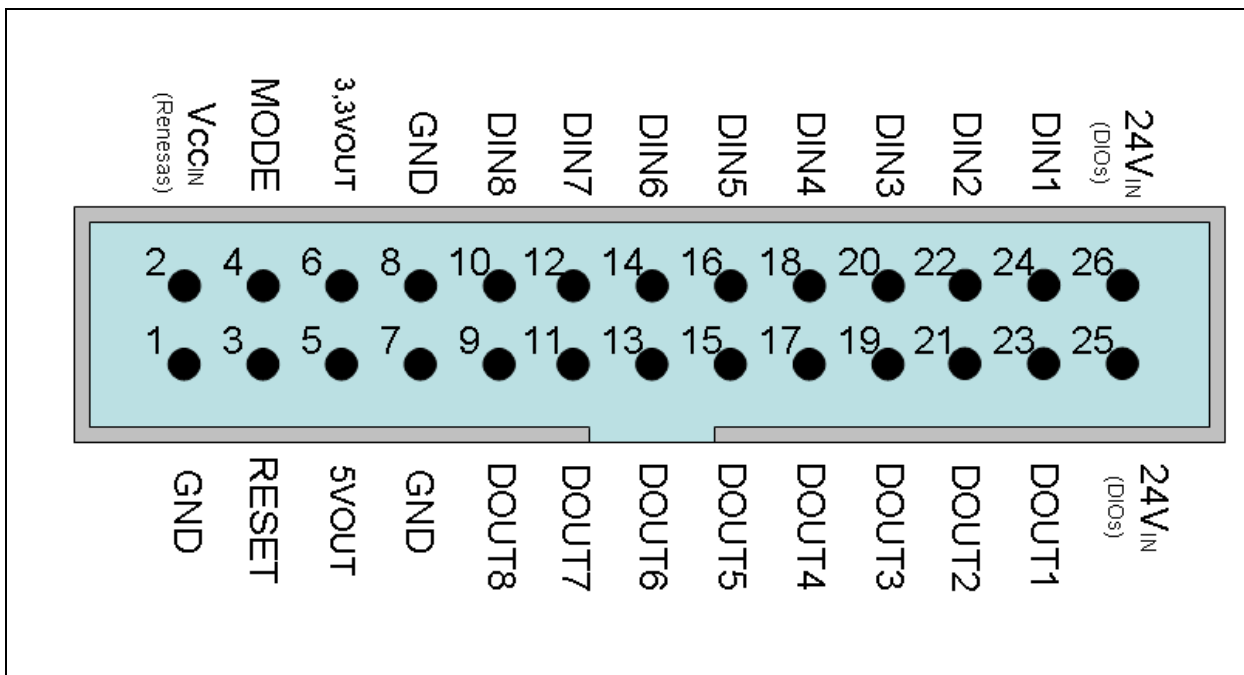 VCCIN
(Renesas)
MODE
3,3VOUT
GND
DIN8
DIN7
DIN6
DIN5
DIN4
DIN3
DIN2
DIN1
24VIN
(DIOs)
2 4 6 8 10 12 14 16 18 20 22 24 26
1 3 5 7 9 11 13 15 17 19 21 23 25
GND
RESET
5VOUT
GND
DOUT8
DOUT7
DOUT6
DOUT5
DOUT4
DOUT3
DOUT2
DOUT1
24VIN
(DIOs)